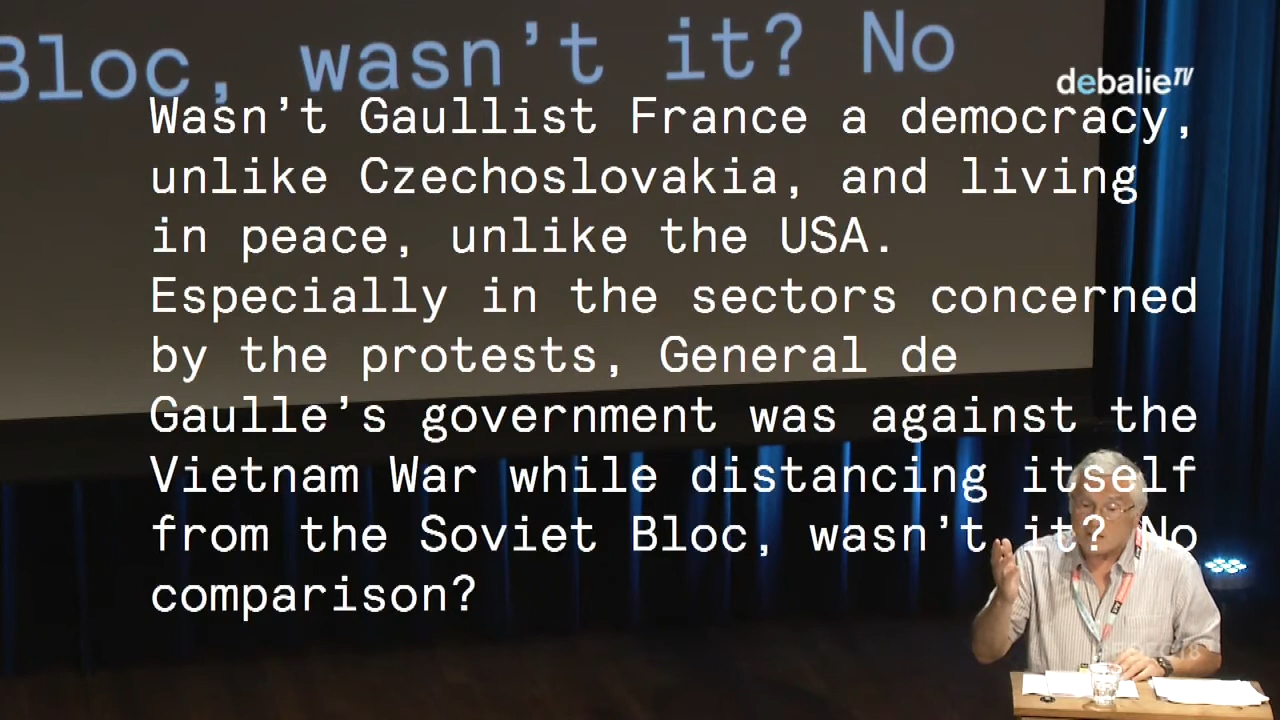 Bloc, wasn't it? No
debalieTV
Wasn't Gaullist France a democracy,
unlike Czechoslovakia, and living
in peace, unlike the USA.
Especially in the sectors concerned
by the protests, General de
Gaulle's government was against the
Vietnam War while distancing itself
from the Soviet Bloc, wasn't it? No
comparison?